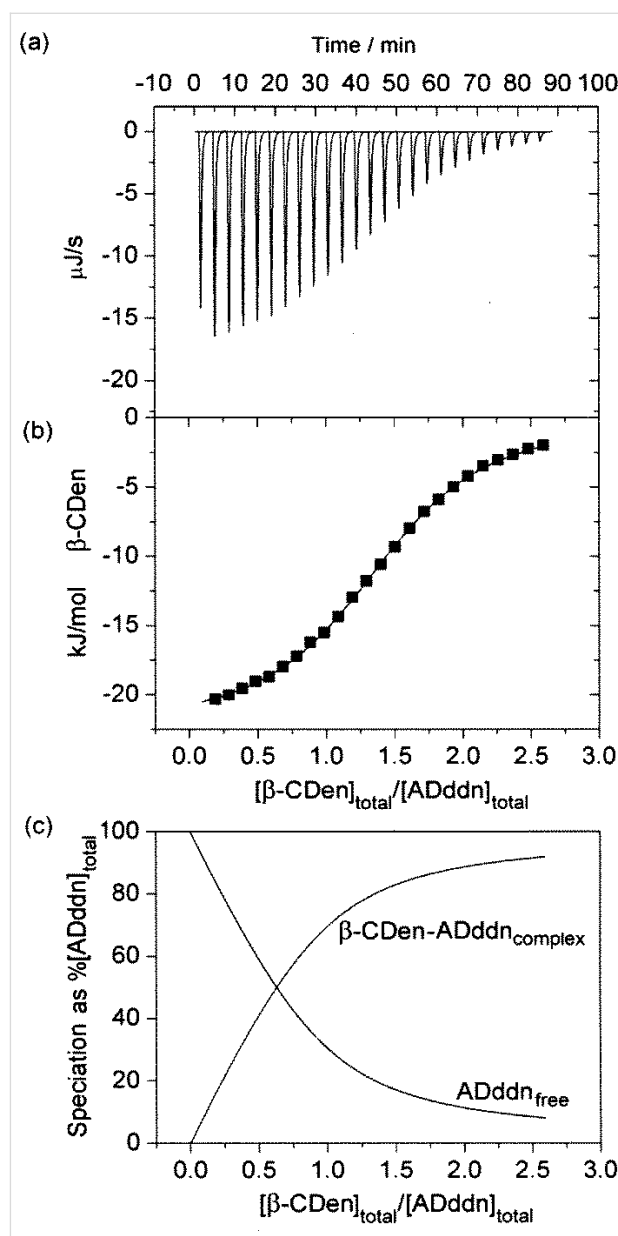 (a)
Time / min
-10 0 10 20 30 40 50 60 70 80 90 100
0
-5
-10
-15
-20
μJ/s
(b)
0
-5
-10
-15
-20
kJ/mol β-CDen
0.0 0.5 1.0 1.5 2.0 2.5 3.0
[β-CDen]total/[ADddn]total
(c)
100
80
60
40
20
0
Speciation as %[ADddn]total
β-CDen-ADddncomplex
ADddnfree
0.0 0.5 1.0 1.5 2.0 2.5 3.0
[β-CDen]total/[ADddn]total